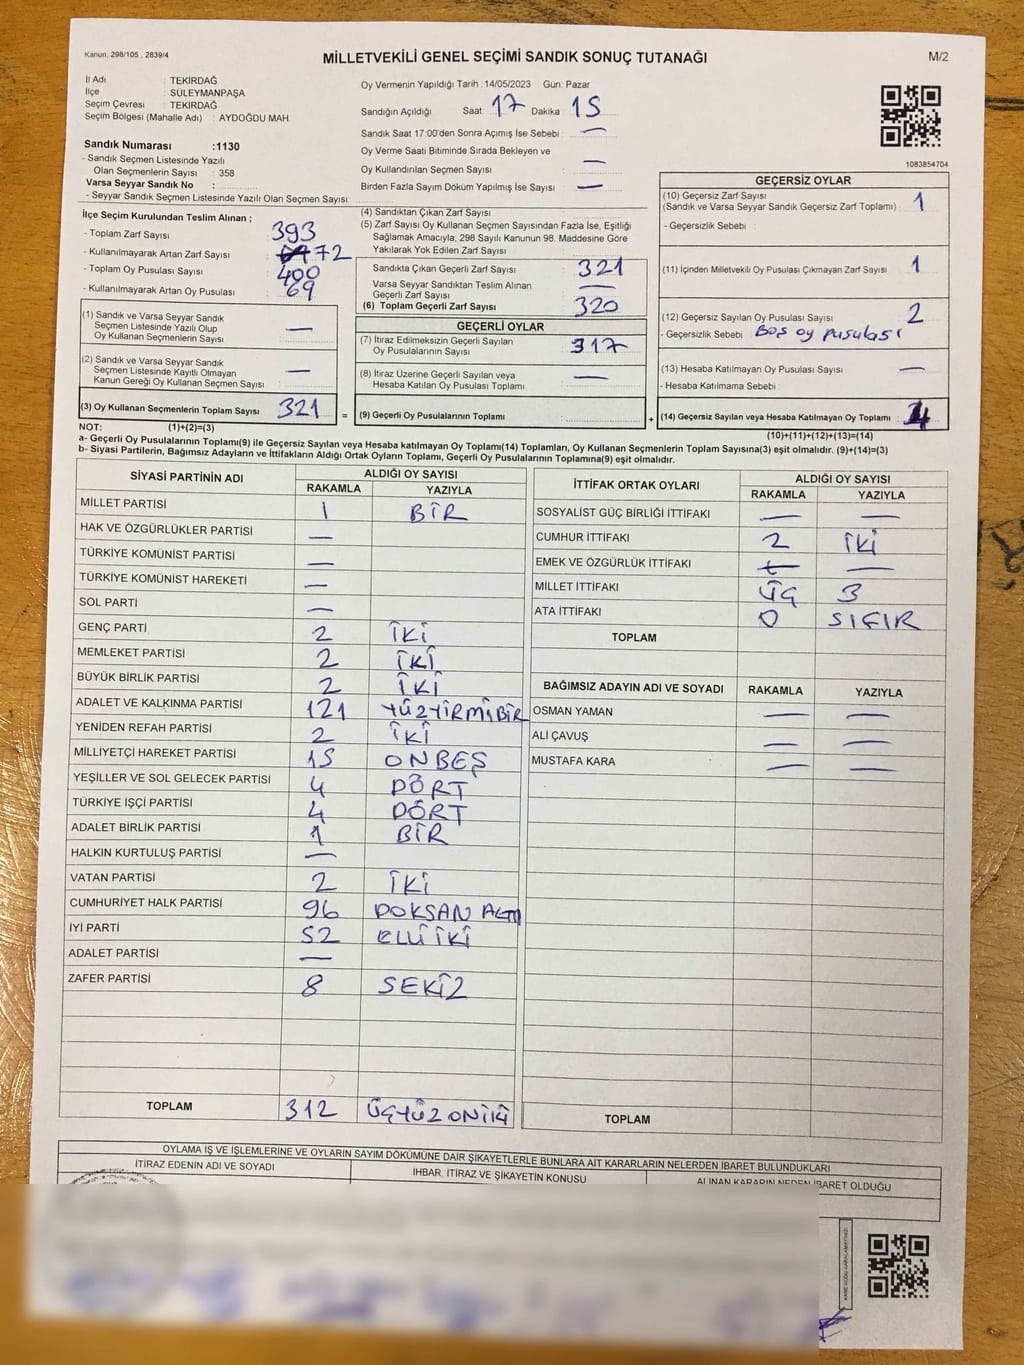 Kanun, 298/105 , 2839/4
MİLLETVEKİLİ GENEL SEÇİMİ SANDIK SONUÇ TUTANAĞI
M/2
İl Adı : TEKİRDAĞ
İlçe : SÜLEYMANPAŞA
Seçim Çevresi : TEKİRDAĞ
Seçim Bölgesi (Mahalle Adı) : AYDOĞDU MAH.
Sandık Numarası :1130
- Sandık Seçmen Listesinde Yazılı
Olan Seçmenlerin Sayısı : 358
Varsa Seyyar Sandık No :
- Seyyar Sandık Seçmen Listesinde Yazılı Olan Seçmen Sayısı:
Oy Vermenin Yapıldığı Tarih :14/05/2023 Gün: Pazar
Sandığın Açıldığı Saat 17 Dakika 15
Sandık Saat 17:00'den Sonra Açımış İse Sebebi : —
Oy Verme Saati Bitiminde Sırada Bekleyen ve
Oy Kullandırılan Seçmen Sayısı : —
Birden Fazla Sayım Döküm Yapılmış İse Sayısı : —
1083854704
İlçe Seçim Kurulundan Teslim Alınan ;
- Toplam Zarf Sayısı : 393
- Kullanılmayarak Artan Zarf Sayısı : 72
- Toplam Oy Pusulası Sayısı : 400
- Kullanılmayarak Artan Oy Pusulası : 69
(1) Sandık ve Varsa Seyyar Sandık
Seçmen Listesinde Yazılı Olup
Oy Kullanan Seçmenlerin Sayısı : —
(2) Sandık ve Varsa Seyyar Sandık
Seçmen Listesinde Kayıtlı Olmayan
Kanun Gereği Oy Kullanan Seçmen Sayısı : —
(3) Oy Kullanan Seçmenlerin Toplam Sayısı : 321
(4) Sandıktan Çıkan Zarf Sayısı :
(5) Zarf Sayısı Oy Kullanan Seçmen Sayısından Fazla İse, Eşitliği
Sağlamak Amacıyla; 298 Sayılı Kanunun 98. Maddesine Göre
Yakılarak Yok Edilen Zarf Sayısı :
Sandıkta Çıkan Geçerli Zarf Sayısı : 321
Varsa Seyyar Sandıktan Teslim Alınan
Geçerli Zarf Sayısı : —
(6) Toplam Geçerli Zarf Sayısı : 320
GEÇERLİ OYLAR
(7) İtiraz Edilmeksizin Geçerli Sayılan
Oy Pusulalarının Sayısı : 317
(8) İtiraz Üzerine Geçerli Sayılan veya
Hesaba Katılan Oy Pusulası Toplamı : —
= (9) Geçerli Oy Pusulalarının Toplamı :
GEÇERSİZ OYLAR
(10) Geçersiz Zarf Sayısı
(Sandık ve Varsa Seyyar Sandık Geçersiz Zarf Toplamı) : 1
- Geçersizlik Sebebi :
(11) İçinden Milletvekili Oy Pusulası Çıkmayan Zarf Sayısı : 1
(12) Geçersiz Sayılan Oy Pusulası Sayısı : 2
- Geçersizlik Sebebi : Boş oy pusulası
(13) Hesaba Katılmayan Oy Pusulası Sayısı : —
- Hesaba Katılmama Sebebi :
+ (14) Geçersiz Sayılan veya Hesaba Katılmayan Oy Toplamı : 4
NOT: (1)+(2)=(3)
(10)+(11)+(12)+(13)=(14)
a- Geçerli Oy Pusulalarının Toplamı(9) ile Geçersiz Sayılan veya Hesaba katılmayan Oy Toplamı(14) Toplamları, Oy Kullanan Seçmenlerin Toplam Sayısına(3) eşit olmalıdır. (9)+(14)=(3)
b- Siyasi Partilerin, Bağımsız Adayların ve İttifakların Aldığı Ortak Oyların Toplamı, Geçerli Oy Pusulalarının Toplamına(9) eşit olmalıdır.
SİYASİ PARTİNİN ADI ALDIĞI OY SAYISI
RAKAMLA YAZIYLA
MİLLET PARTİSİ 1 BİR
HAK VE ÖZGÜRLÜKLER PARTİSİ —
TÜRKİYE KOMÜNİST PARTİSİ —
TÜRKİYE KOMÜNİST HAREKETİ —
SOL PARTİ —
GENÇ PARTİ 2 İKİ
MEMLEKET PARTİSİ 2 İKİ
BÜYÜK BİRLİK PARTİSİ 2 İKİ
ADALET VE KALKINMA PARTİSİ 121 YÜZYİRMİBİR
YENİDEN REFAH PARTİSİ 2 İKİ
MİLLİYETÇİ HAREKET PARTİSİ 15 ONBEŞ
YEŞİLLER VE SOL GELECEK PARTİSİ 4 DÖRT
TÜRKİYE İŞÇİ PARTİSİ 4 DÖRT
ADALET BİRLİK PARTİSİ 1 BİR
HALKIN KURTULUŞ PARTİSİ —
VATAN PARTİSİ 2 İKİ
CUMHURİYET HALK PARTİSİ 96 DOKSAN ALTI
İYİ PARTİ 52 ELLİ İKİ
ADALET PARTİSİ —
ZAFER PARTİSİ 8 SEKİZ
TOPLAM 312 ÜÇYÜZ ONİKİ
İTTİFAK ORTAK OYLARI ALDIĞI OY SAYISI
RAKAMLA YAZIYLA
SOSYALİST GÜÇ BİRLİĞİ İTTİFAKI — —
CUMHUR İTTİFAKI 2 İKİ
EMEK VE ÖZGÜRLÜK İTTİFAKI — —
MİLLET İTTİFAKI ÜÇ 3
ATA İTTİFAKI 0 SIFIR
TOPLAM
BAĞIMSIZ ADAYIN ADI VE SOYADI RAKAMLA YAZIYLA
OSMAN YAMAN — —
ALİ ÇAVUŞ — —
MUSTAFA KARA — —
TOPLAM
OYLAMA İŞ VE İŞLEMLERİNE VE OYLARIN SAYIM DÖKÜMÜNE DAİR ŞİKAYETLERLE BUNLARA AİT KARARLARIN NELERDEN İBARET BULUNDUKLARI
İTİRAZ EDENİN ADI VE SOYADI
İHBAR, İTİRAZ VE ŞİKAYETİN KONUSU
ALINAN KARARIN NEDEN İBARET OLDUĞU